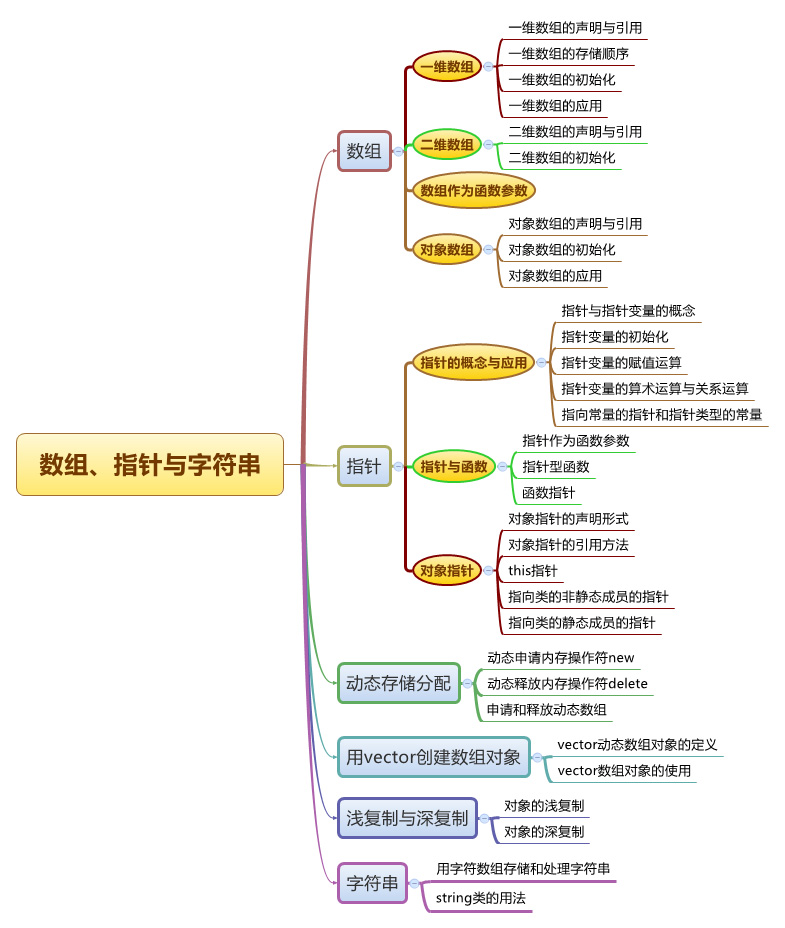 数组、指针与字符串
数组
一维数组
一维数组的声明与引用
一维数组的存储顺序
一维数组的初始化
一维数组的应用
二维数组
二维数组的声明与引用
二维数组的初始化
数组作为函数参数
对象数组
对象数组的声明与引用
对象数组的初始化
对象数组的应用
指针
指针的概念与应用
指针与指针变量的概念
指针变量的初始化
指针变量的赋值运算
指针变量的算术运算与关系运算
指向常量的指针和指针类型的常量
指针与函数
指针作为函数参数
指针型函数
函数指针
对象指针
对象指针的声明形式
对象指针的引用方法
this指针
指向类的非静态成员的指针
指向类的静态成员的指针
动态存储分配
动态申请内存操作符new
动态释放内存操作符delete
申请和释放动态数组
用vector创建数组对象
vector动态数组对象的定义
vector数组对象的使用
浅复制与深复制
对象的浅复制
对象的深复制
字符串
用字符数组存储和处理字符串
string类的用法